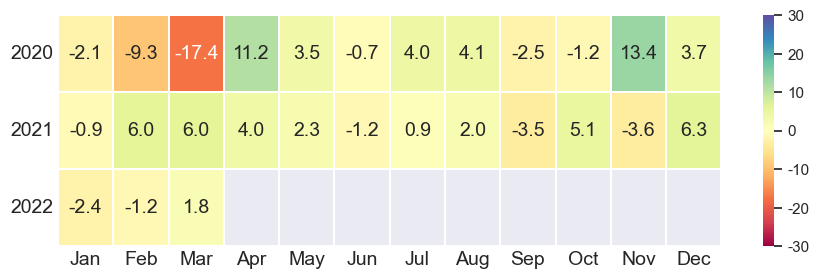 2020 -2.1 -9.3 -17.4 11.2 3.5 -0.7 4.0 4.1 -2.5 -1.2 13.4 3.7
2021 -0.9 6.0 6.0 4.0 2.3 -1.2 0.9 2.0 -3.5 5.1 -3.6 6.3
2022 -2.4 -1.2 1.8
Jan Feb Mar Apr May Jun Jul Aug Sep Oct Nov Dec
30
20
10
0
-10
-20
-30